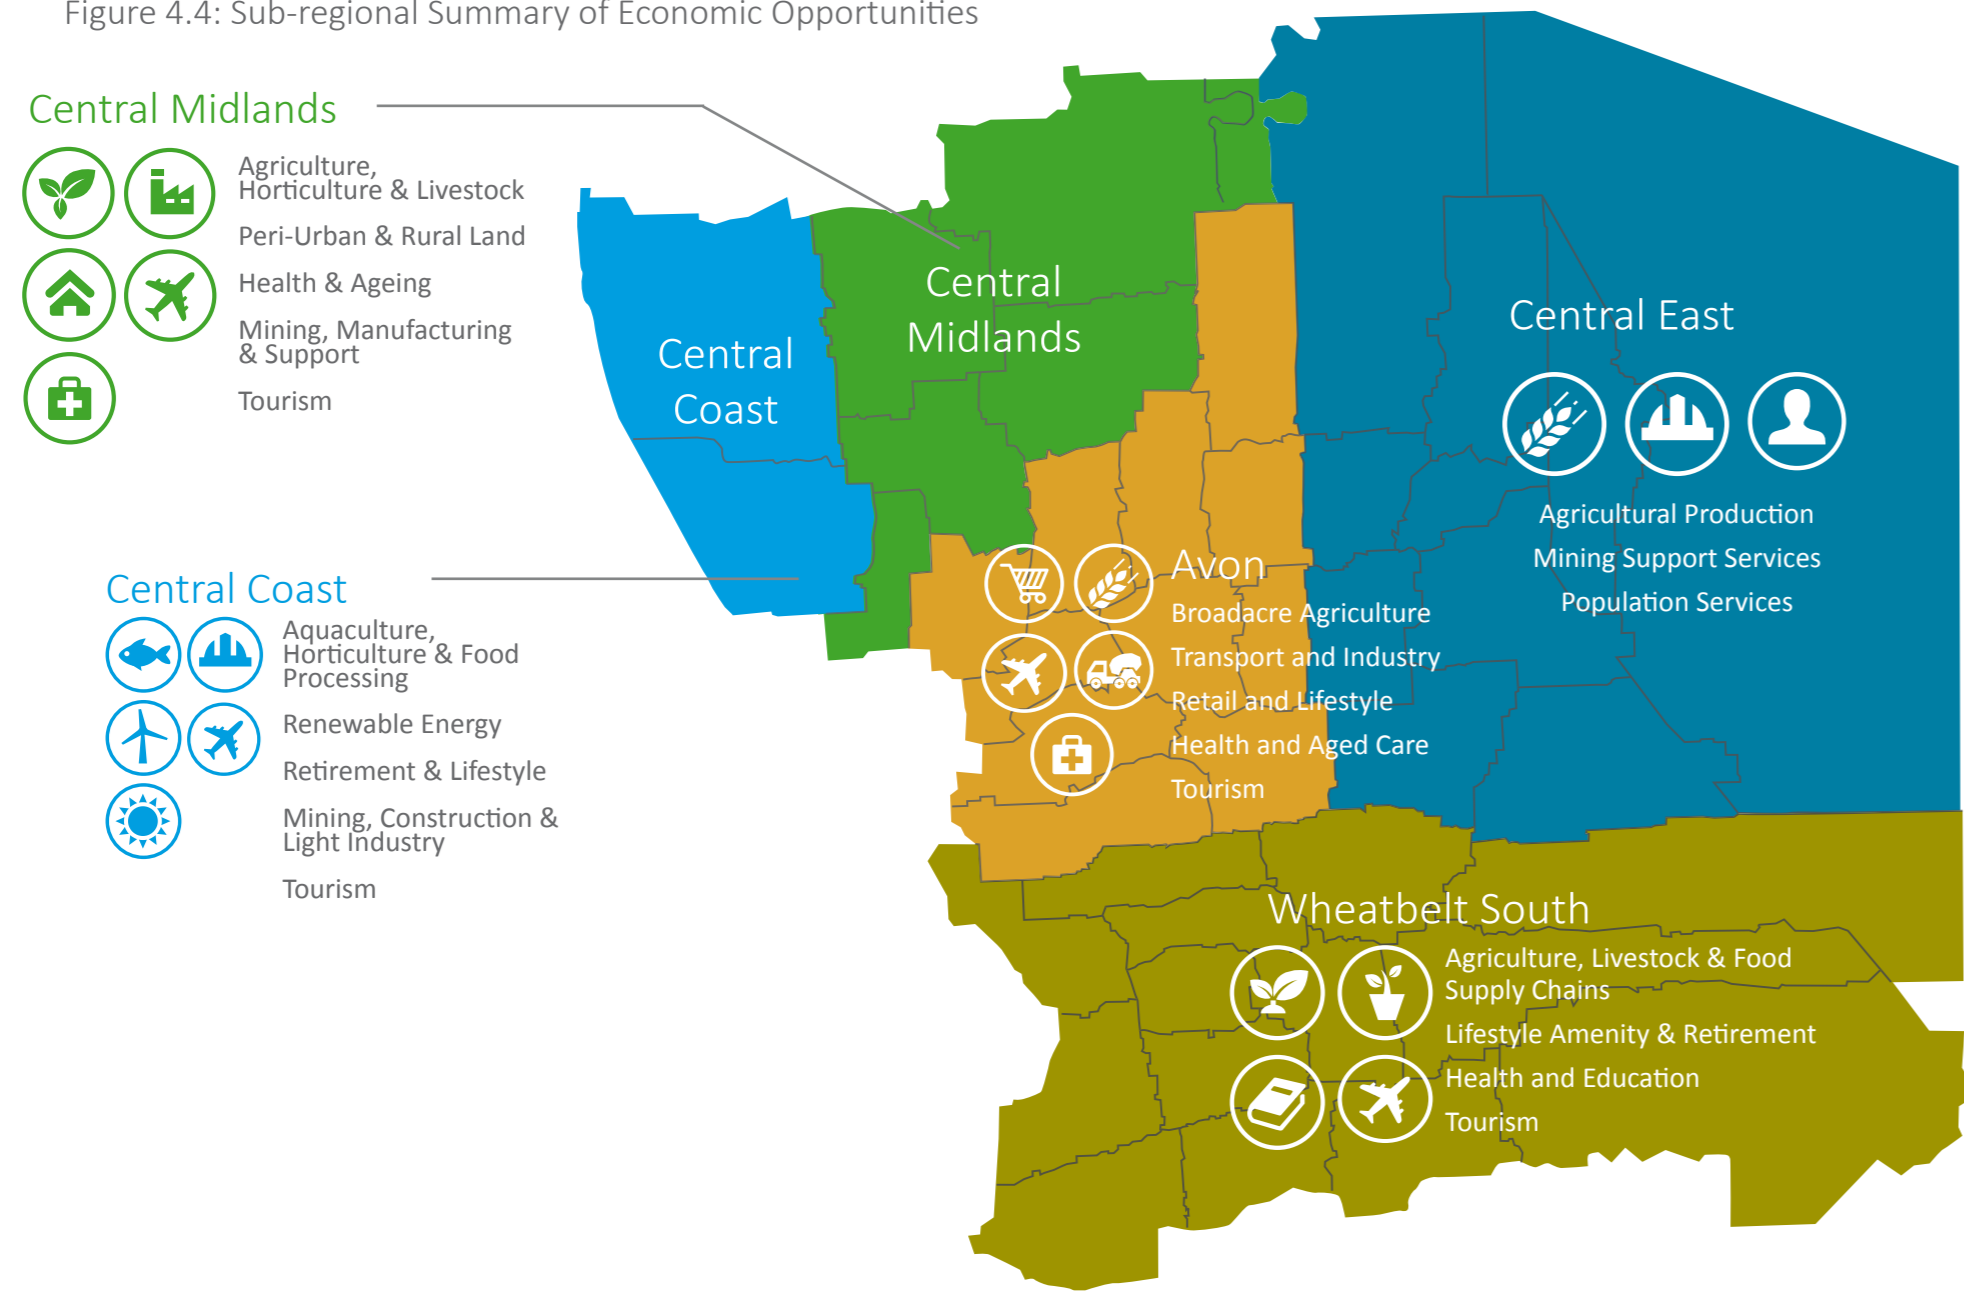 Figure 4.4: Sub-regional Summary of Economic Opportunities
Central Midlands
Agriculture,
Horticulture & Livestock
Peri-Urban & Rural Land
Health & Ageing
Mining, Manufacturing
& Support
Tourism
Central Coast
Aquaculture,
Horticulture & Food
Processing
Renewable Energy
Retirement & Lifestyle
Mining, Construction &
Light Industry
Tourism
Central
Coast
Central
Midlands
Central East
Agricultural Production
Mining Support Services
Population Services
Avon
Broadacre Agriculture
Transport and Industry
Retail and Lifestyle
Health and Aged Care
Tourism
Wheatbelt South
Agriculture, Livestock & Food
Supply Chains
Lifestyle Amenity & Retirement
Health and Education
Tourism